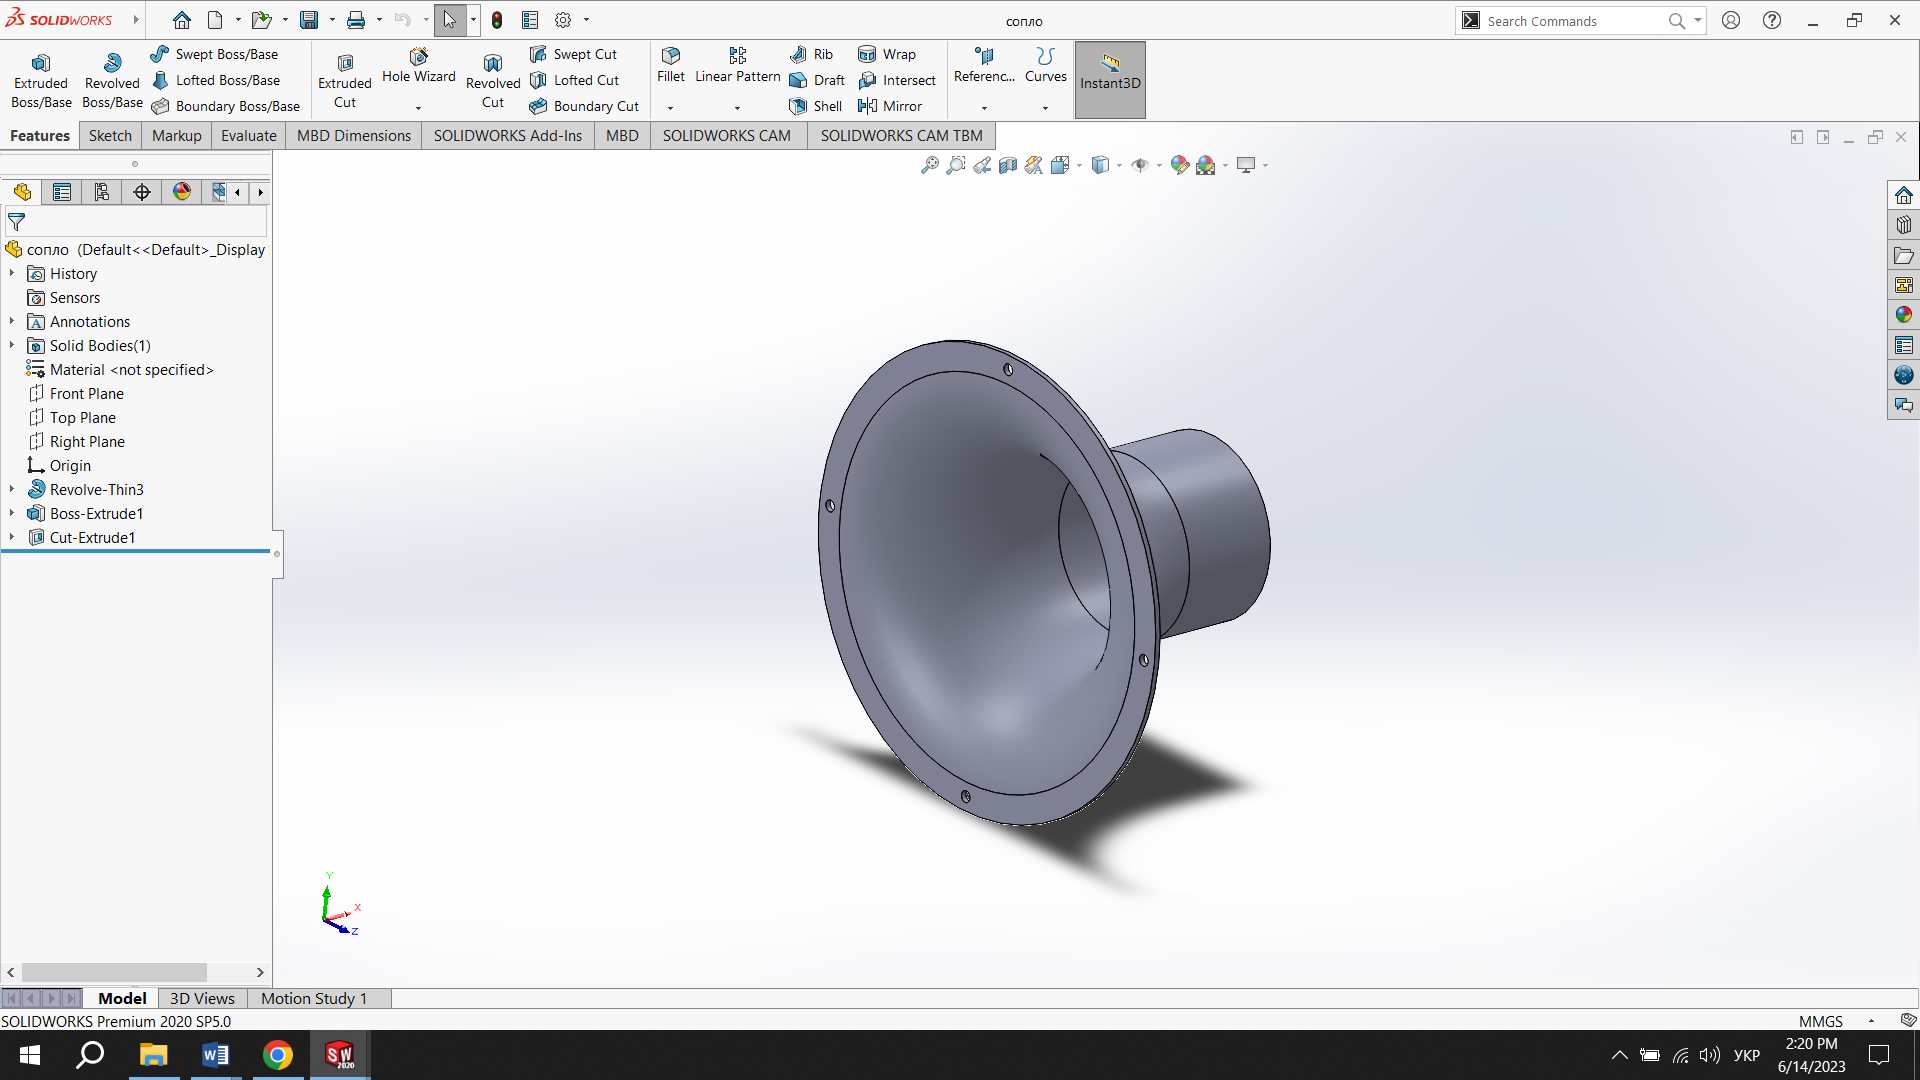 SOLIDWORKS
сопло
Search Commands
Extruded Boss/Base
Revolved Boss/Base
Swept Boss/Base
Lofted Boss/Base
Boundary Boss/Base
Extruded Cut
Hole Wizard
Revolved Cut
Swept Cut
Lofted Cut
Boundary Cut
Fillet
Linear Pattern
Rib
Draft
Shell
Wrap
Intersect
Mirror
Referenc...
Curves
Instant3D
Features
Sketch
Markup
Evaluate
MBD Dimensions
SOLIDWORKS Add-Ins
MBD
SOLIDWORKS CAM
SOLIDWORKS CAM TBM
сопло (Default<<Default>_Display
History
Sensors
Annotations
Solid Bodies(1)
Material <not specified>
Front Plane
Top Plane
Right Plane
Origin
Revolve-Thin3
Boss-Extrude1
Cut-Extrude1
Y
X
Z
Model
3D Views
Motion Study 1
SOLIDWORKS Premium 2020 SP5.0
MMGS
SW
2020
УКР
2:20 PM
6/14/2023